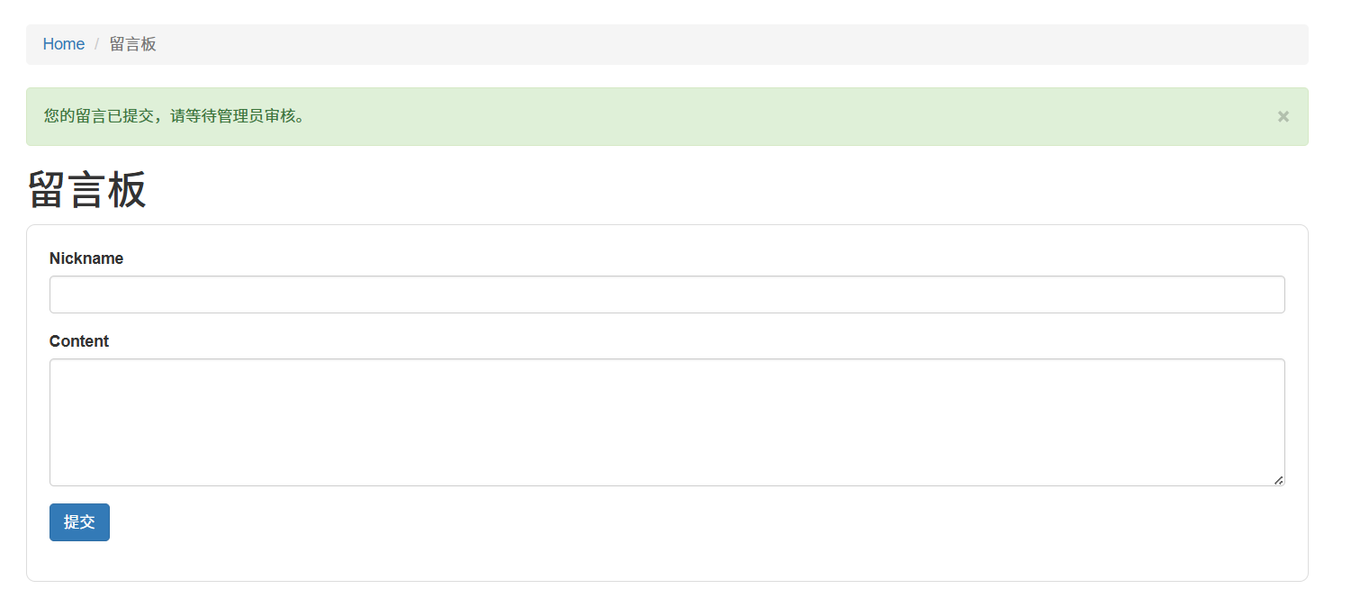 Home / 留言板
您的留言已提交，请等待管理员审核。 ×
留言板
Nickname
Content
提交